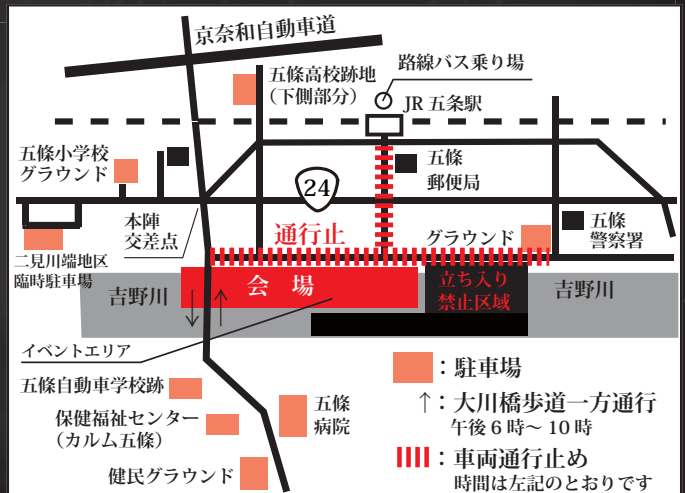 京奈和自動車道
路線バス乗り場
五條高校跡地
（下側部分）
JR 五条駅
五條小学校
グラウンド
五條
郵便局
24
本陣
交差点
通行止
グラウンド
五條
警察署
二見川端地区
臨時駐車場
会　場
立ち入り
禁止区域
吉野川
吉野川
イベントエリア
五條自動車学校跡
保健福祉センター
（カルム五條）
五條
病院
健民グラウンド
：駐車場
↑：大川橋歩道一方通行
午後 6 時～ 10 時
：車両通行止め
時間は左記のとおりです